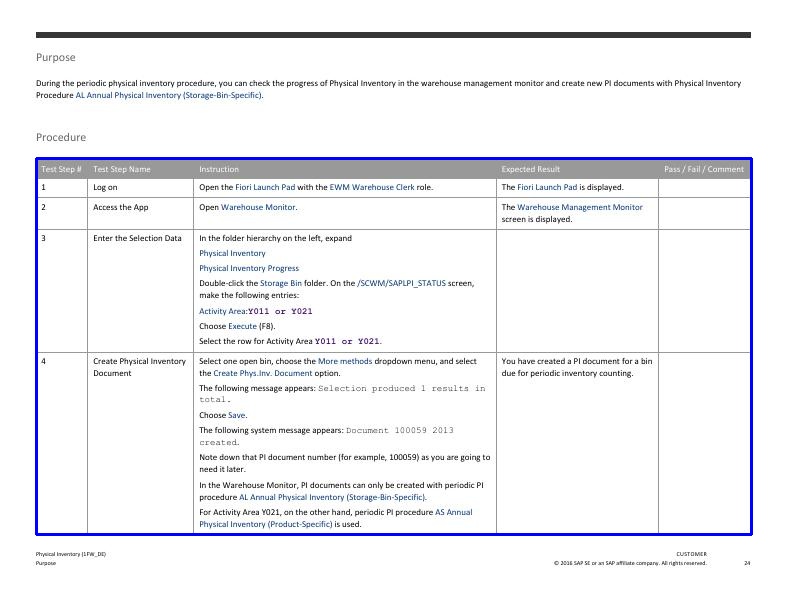 Purpose
During the periodic physical inventory procedure, you can check the progress of Physical Inventory in the warehouse management monitor and create new PI documents with Physical Inventory
Procedure AL Annual Physical Inventory (Storage-Bin-Specific).
Procedure
Test Step # Test Step Name Instruction Expected Result Pass / Fail / Comment
1 Log on Open the Fiori Launch Pad with the EWM Warehouse Clerk role. The Fiori Launch Pad is displayed.
2 Access the App Open Warehouse Monitor. The Warehouse Management Monitor
screen is displayed.
3 Enter the Selection Data In the folder hierarchy on the left, expand
Physical Inventory
Physical Inventory Progress
Double-click the Storage Bin folder. On the /SCWM/SAPLPI_STATUS screen,
make the following entries:
Activity Area:Y011 or Y021
Choose Execute (F8).
Select the row for Activity Area Y011 or Y021.
4 Create Physical Inventory Select one open bin, choose the More methods dropdown menu, and select You have created a PI document for a bin
Document the Create Phys.Inv. Document option. due for periodic inventory counting.
The following message appears: Selection produced 1 results in
total.
Choose Save.
The following system message appears: Document 100059 2013
created.
Note down that PI document number (for example, 100059) as you are going to
need it later.
In the Warehouse Monitor, PI documents can only be created with periodic PI
procedure AL Annual Physical Inventory (Storage-Bin-Specific).
For Activity Area Y021, on the other hand, periodic PI procedure AS Annual
Physical Inventory (Product-Specific) is used.
Physical Inventory (1FW_DE) CUSTOMER
Purpose © 2016 SAP SE or an SAP affiliate company. All rights reserved. 24